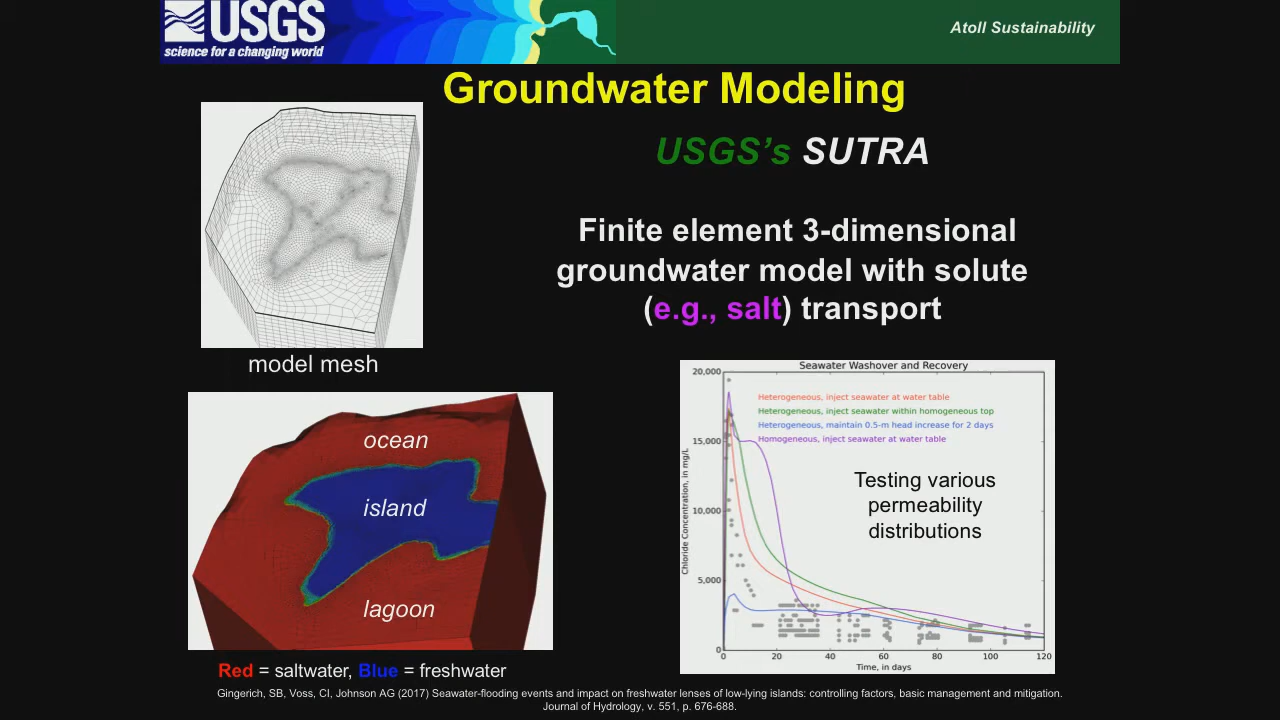 USGS
science for a changing world
Atoll Sustainability
Groundwater Modeling
USGS's SUTRA
Finite element 3-dimensional
groundwater model with solute
(e.g., salt) transport
model mesh
ocean
island
lagoon
Red = saltwater, Blue = freshwater
Seawater Washover and Recovery
20,000
15,000
10,000
5,000
0
Chloride Concentration, in mg/L
Heterogeneous, inject seawater at water table
Heterogeneous, inject seawater within homogeneous top
Heterogeneous, maintain 0.5-m head increase for 2 days
Homogeneous, inject seawater at water table
Testing various
permeability
distributions
0 20 40 60 80 100 120
Time, in days
Gingerich, SB, Voss, CI, Johnson AG (2017) Seawater-flooding events and impact on freshwater lenses of low-lying islands: controlling factors, basic management and mitigation.
Journal of Hydrology, v. 551, p. 676-688.